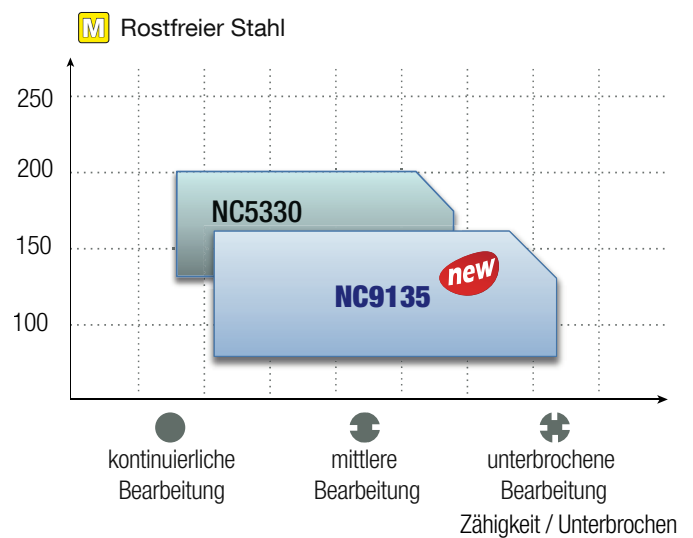 M Rostfreier Stahl
250
200
150
100
NC5330
NC9135
new
kontinuierliche
Bearbeitung
mittlere
Bearbeitung
unterbrochene
Bearbeitung
Zähigkeit / Unterbrochen